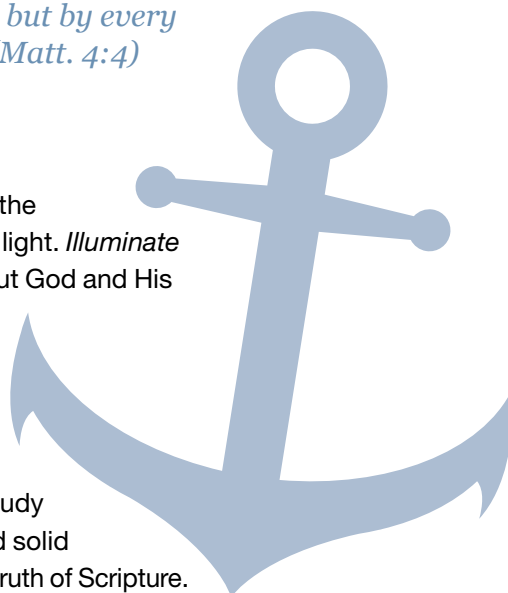 but by every
Matt. 4:4)
the
light. Illuminate
ut God and His
udy
d solid
ruth of Scripture.